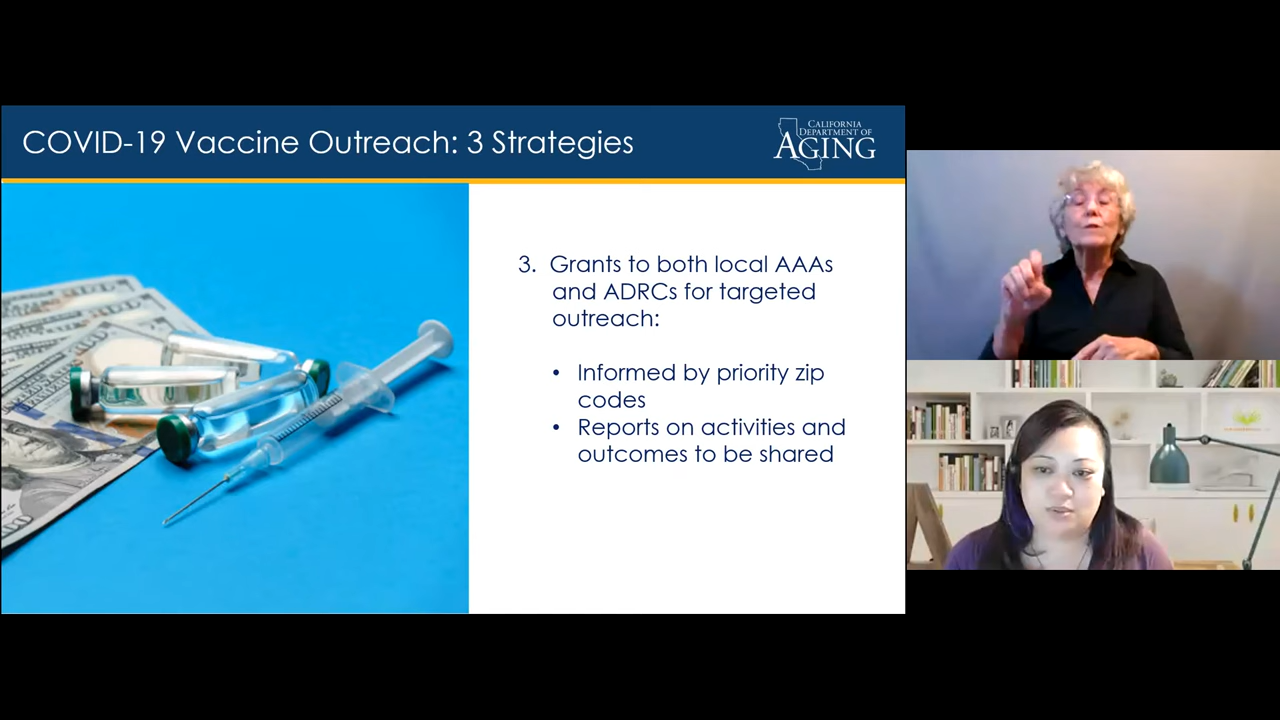 COVID-19 Vaccine Outreach: 3 Strategies
CALIFORNIA
DEPARTMENT OF
AGING
3. Grants to both local AAAs
and ADRCs for targeted
outreach:
• Informed by priority zip
codes
• Reports on activities and
outcomes to be shared